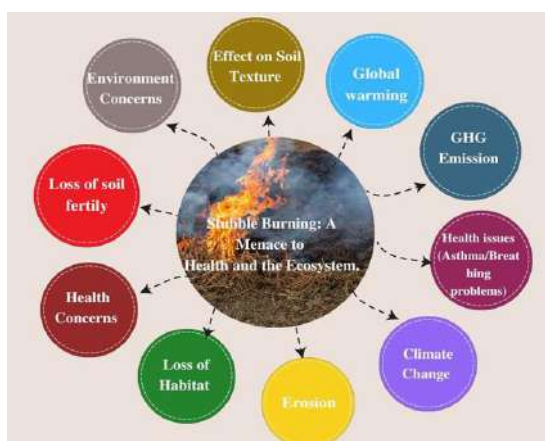 Effect on Soil
Texture
Global
warming
GHG
Emission
Health issues
(Asthma/Breat
hing
problems)
Climate
Change
Erosion
Loss of
Habitat
Health
Concerns
Loss of soil
fertily
Environment
Concerns
Stubble Burning: A
Menace to
Health and the Ecosystem.